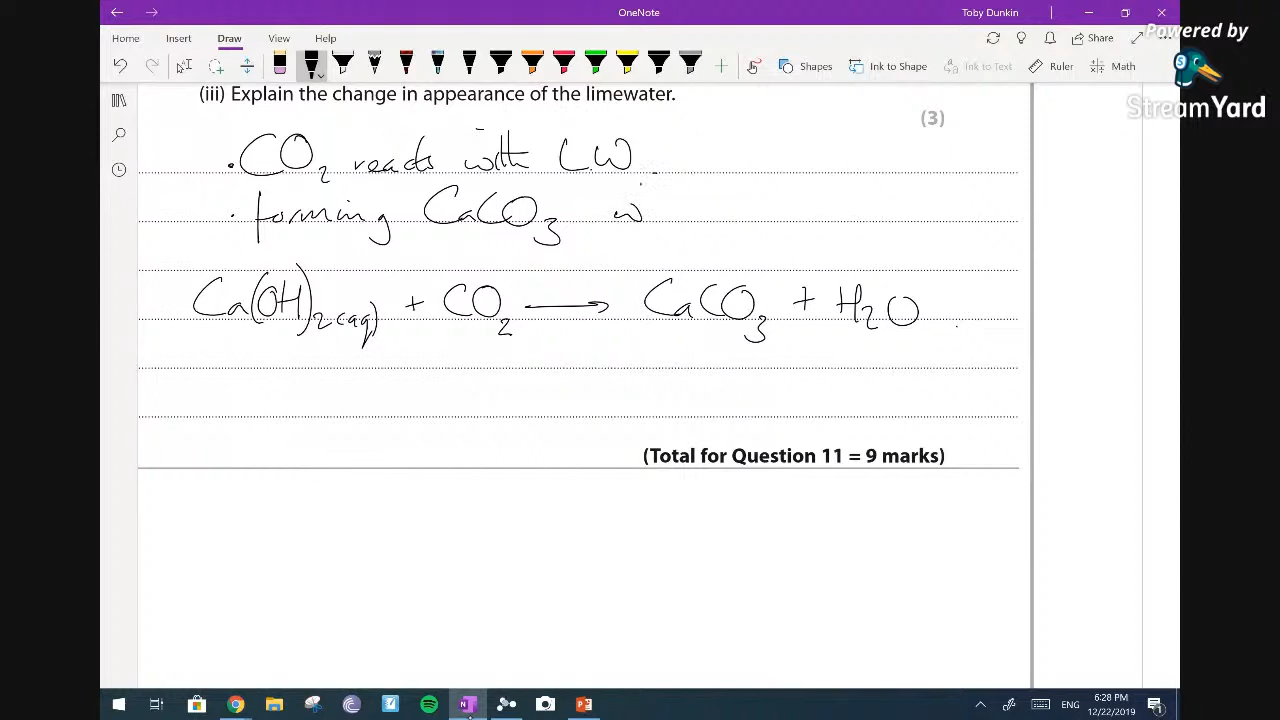 OneNote
Toby Dunkin
Powered by
StreamYard
Home Insert Draw View Help
Share
Shapes Ink to Shape Ink to Text Ruler Math
(iii) Explain the change in appearance of the limewater.
(3)
. CO2 reacts with LW
. forming CaCO3 w
Ca(OH)2(aq) + CO2 → CaCO3 + H2O
(Total for Question 11 = 9 marks)
ENG
6:28 PM
12/22/2019